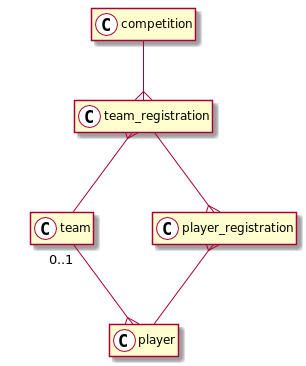 C competition
C team_registration
C team
C player_registration
0..1
C player